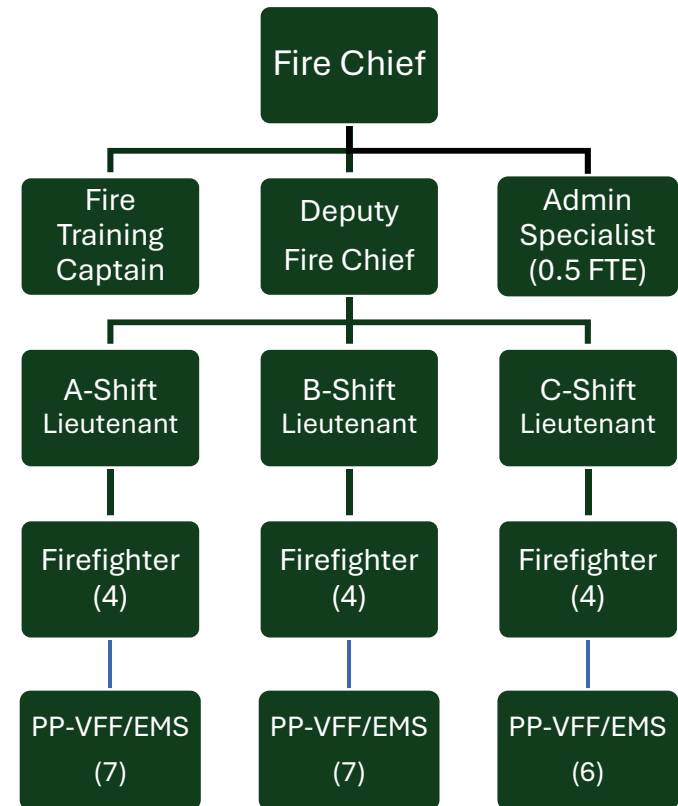 Fire Chief
Fire
Training
Captain
Deputy
Fire Chief
Admin
Specialist
(0.5 FTE)
A-Shift
Lieutenant
B-Shift
Lieutenant
C-Shift
Lieutenant
Firefighter
(4)
Firefighter
(4)
Firefighter
(4)
PP-VFF/EMS
(7)
PP-VFF/EMS
(7)
PP-VFF/EMS
(6)